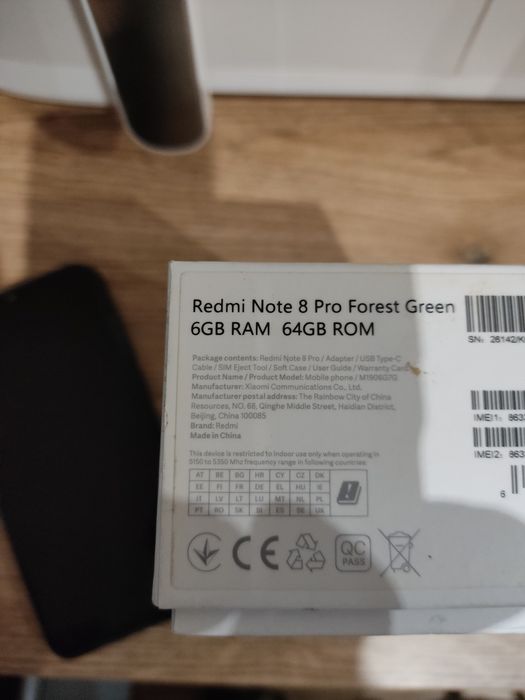 Redmi Note 8 Pro Forest Green
6GB RAM 64GB ROM
Package contents: Redmi Note 8 Pro / Adapter / USB Type-C
Cable / SIM Eject Tool / Soft Case / User Guide / Warranty Card
Product Name / Product Model: Mobile phone / M1906G7G
Manufacturer: Xiaomi Communications Co., Ltd.
Manufacturer postal address: The Rainbow City of China
Resources, NO. 68, Qinghe Middle Street, Haidian District,
Beijing, China 100085
Brand: Redmi
Made in China
This device is restricted to indoor use only when operating in
5150 to 5350 Mhz frequency range in following countries:
AT BE BG HR CY CZ DK
EE FI FR DE EL HU IE
IT LV LT LU MT NL PL
PT RO SK SI ES SE UK
CE
QC
PASS
SN: 26142/K
IMEI1: 863
IMEI2: 863
6